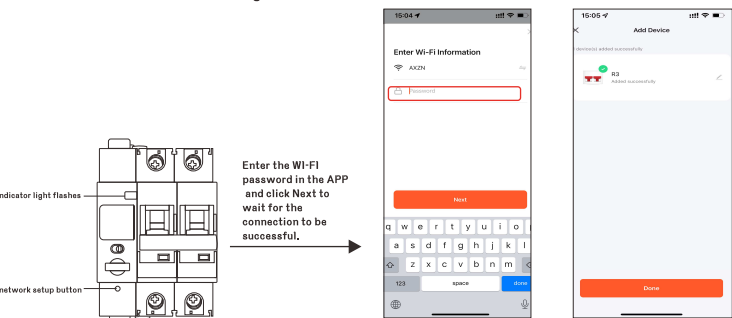 ndicator light flashes
network setup button
Enter the WI-FI
password in the APP
and click Next to
wait for the
connection to be
successful.
15:04
Enter Wi-Fi Information
AXZN
Password
Next
q w e r t y u i o
a s d f g h j k l
z x c v b n m
123 space done
15:05
Add Device
device(s) added successfully
R3
Added successfully
Done